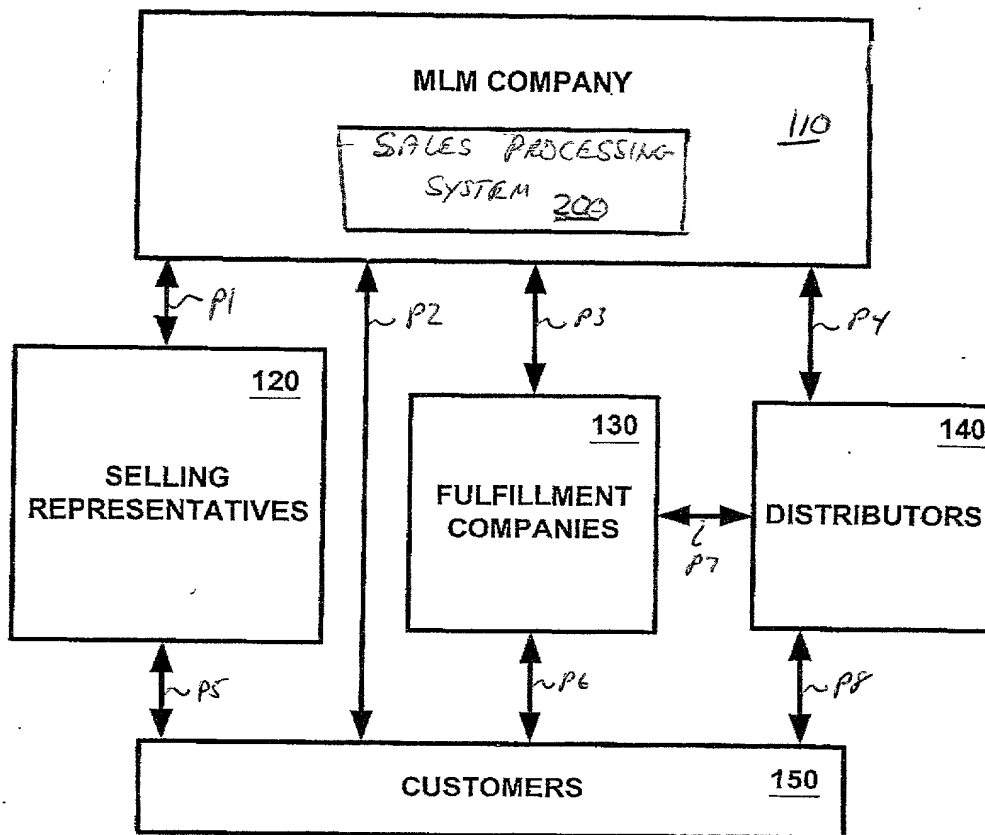 MLM COMPANY
110
SALES PROCESSING
SYSTEM 200
P1
P2
P3
P4
120
SELLING
REPRESENTATIVES
130
FULFILLMENT
COMPANIES
140
DISTRIBUTORS
P7
P5
P6
P8
CUSTOMERS
150